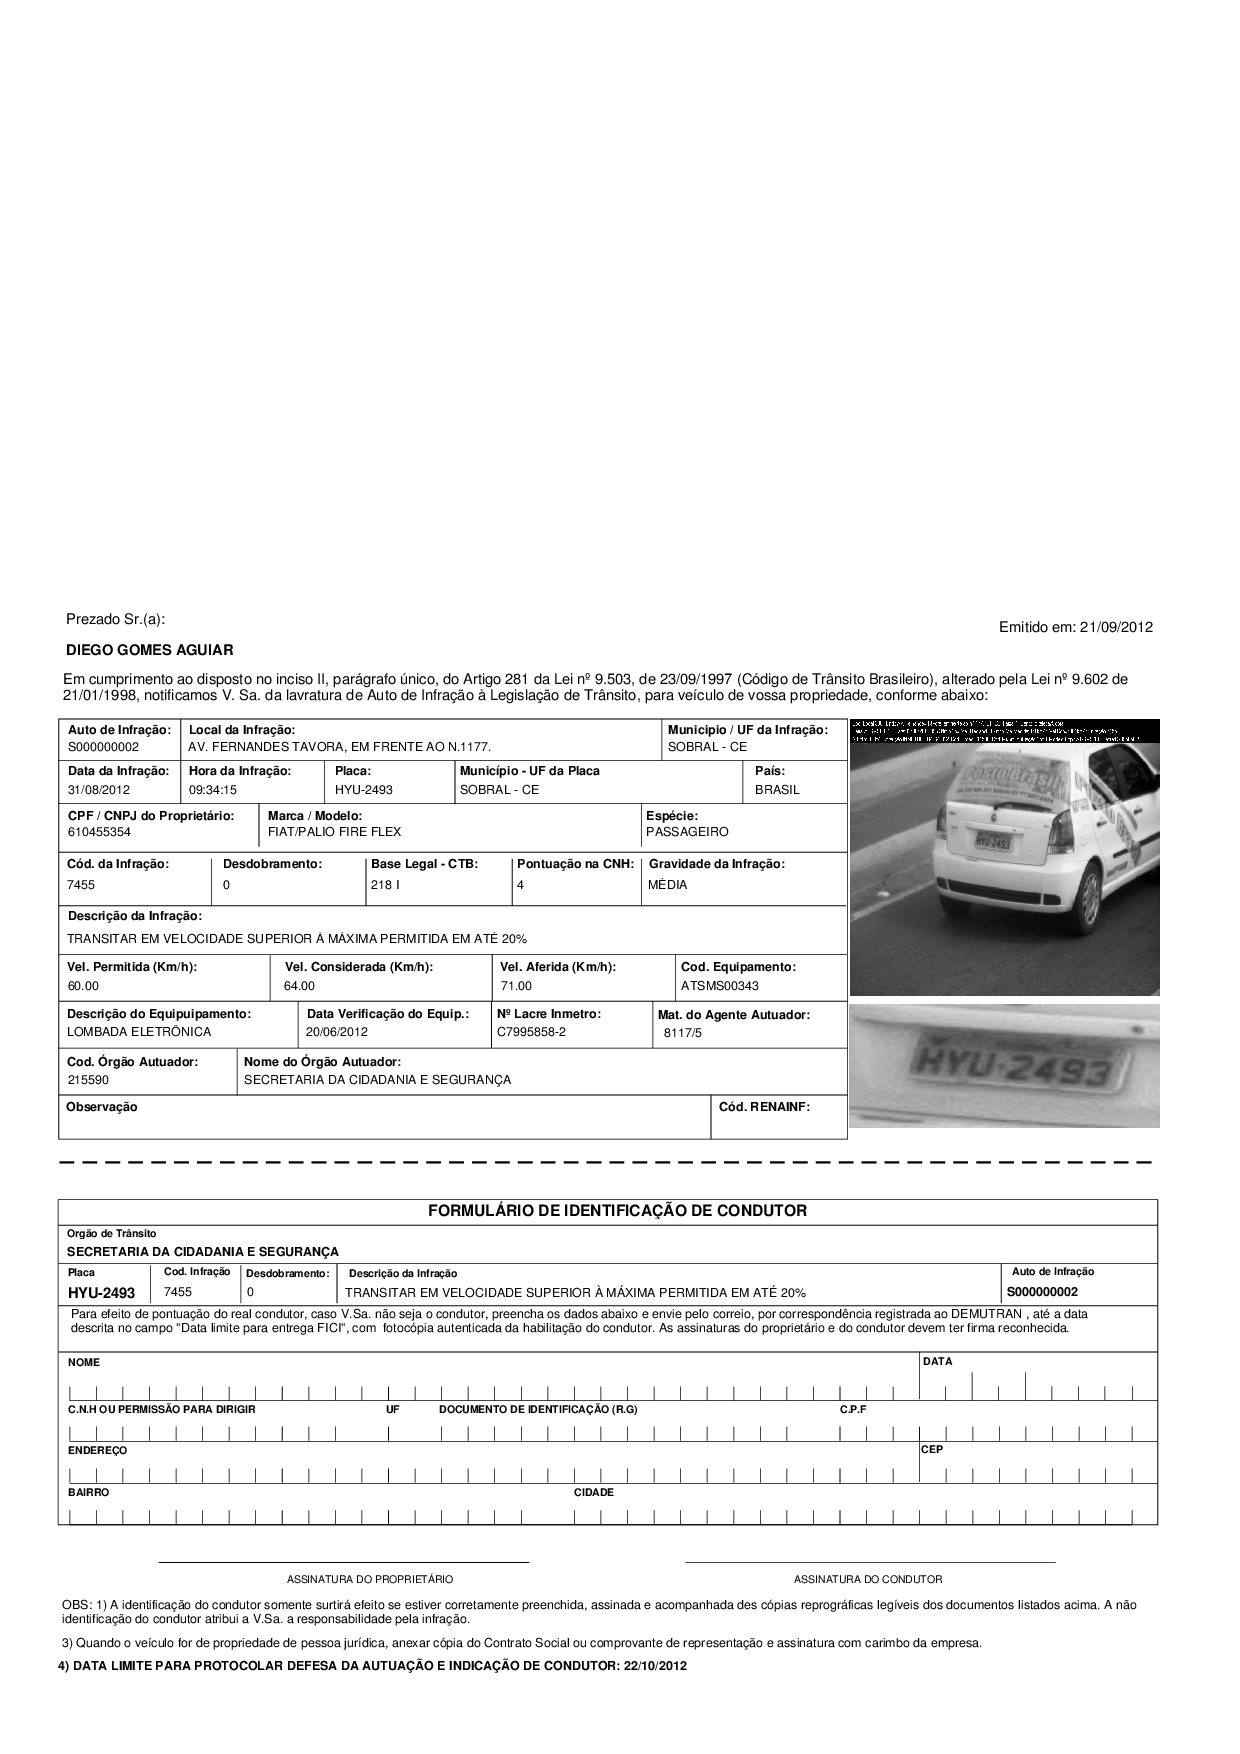 Prezado Sr.(a):
Emitido em: 21/09/2012
DIEGO GOMES AGUIAR
Em cumprimento ao disposto no inciso II, parágrafo único, do Artigo 281 da Lei nº 9.503, de 23/09/1997 (Código de Trânsito Brasileiro), alterado pela Lei nº 9.602 de
21/01/1998, notificamos V. Sa. da lavratura de Auto de Infração à Legislação de Trânsito, para veículo de vossa propriedade, conforme abaixo:
Auto de Infração: Local da Infração: Municipio / UF da Infração:
S000000002 AV. FERNANDES TAVORA, EM FRENTE AO N.1177. SOBRAL - CE
Data da Infração: Hora da Infração: Placa: Município - UF da Placa País:
31/08/2012 09:34:15 HYU-2493 SOBRAL - CE BRASIL
CPF / CNPJ do Proprietário: Marca / Modelo: Espécie:
610455354 FIAT/PALIO FIRE FLEX PASSAGEIRO
Cód. da Infração: Desdobramento: Base Legal - CTB: Pontuação na CNH: Gravidade da Infração:
7455 0 218 I 4 MÉDIA
Descrição da Infração:
TRANSITAR EM VELOCIDADE SUPERIOR À MÁXIMA PERMITIDA EM ATÉ 20%
Vel. Permitida (Km/h): Vel. Considerada (Km/h): Vel. Aferida (Km/h): Cod. Equipamento:
60.00 64.00 71.00 ATSMS00343
Descrição do Equipuipamento: Data Verificação do Equip.: Nº Lacre Inmetro: Mat. do Agente Autuador:
LOMBADA ELETRÔNICA 20/06/2012 C7995858-2 8117/5
Cod. Órgão Autuador: Nome do Órgão Autuador:
215590 SECRETARIA DA CIDADANIA E SEGURANÇA
Observação Cód. RENAINF:
Posto Brasil
HYU 2493
HYU-2493
FORMULÁRIO DE IDENTIFICAÇÃO DE CONDUTOR
Orgão de Trânsito
SECRETARIA DA CIDADANIA E SEGURANÇA
Placa Cod. Infração Desdobramento: Descrição da Infração Auto de Infração
HYU-2493 7455 0 TRANSITAR EM VELOCIDADE SUPERIOR À MÁXIMA PERMITIDA EM ATÉ 20% S000000002
Para efeito de pontuação do real condutor, caso V.Sa. não seja o condutor, preencha os dados abaixo e envie pelo correio, por correspondência registrada ao DEMUTRAN , até a data
descrita no campo "Data limite para entrega FICI", com fotocópia autenticada da habilitação do condutor. As assinaturas do proprietário e do condutor devem ter firma reconhecida.
NOME DATA
C.N.H OU PERMISSÃO PARA DIRIGIR UF DOCUMENTO DE IDENTIFICAÇÃO (R.G) C.P.F
ENDEREÇO CEP
BAIRRO CIDADE
ASSINATURA DO PROPRIETÁRIO ASSINATURA DO CONDUTOR
OBS: 1) A identificação do condutor somente surtirá efeito se estiver corretamente preenchida, assinada e acompanhada des cópias reprográficas legíveis dos documentos listados acima. A não
identificação do condutor atribui a V.Sa. a responsabilidade pela infração.
3) Quando o veículo for de propriedade de pessoa jurídica, anexar cópia do Contrato Social ou comprovante de representação e assinatura com carimbo da empresa.
4) DATA LIMITE PARA PROTOCOLAR DEFESA DA AUTUAÇÃO E INDICAÇÃO DE CONDUTOR: 22/10/2012